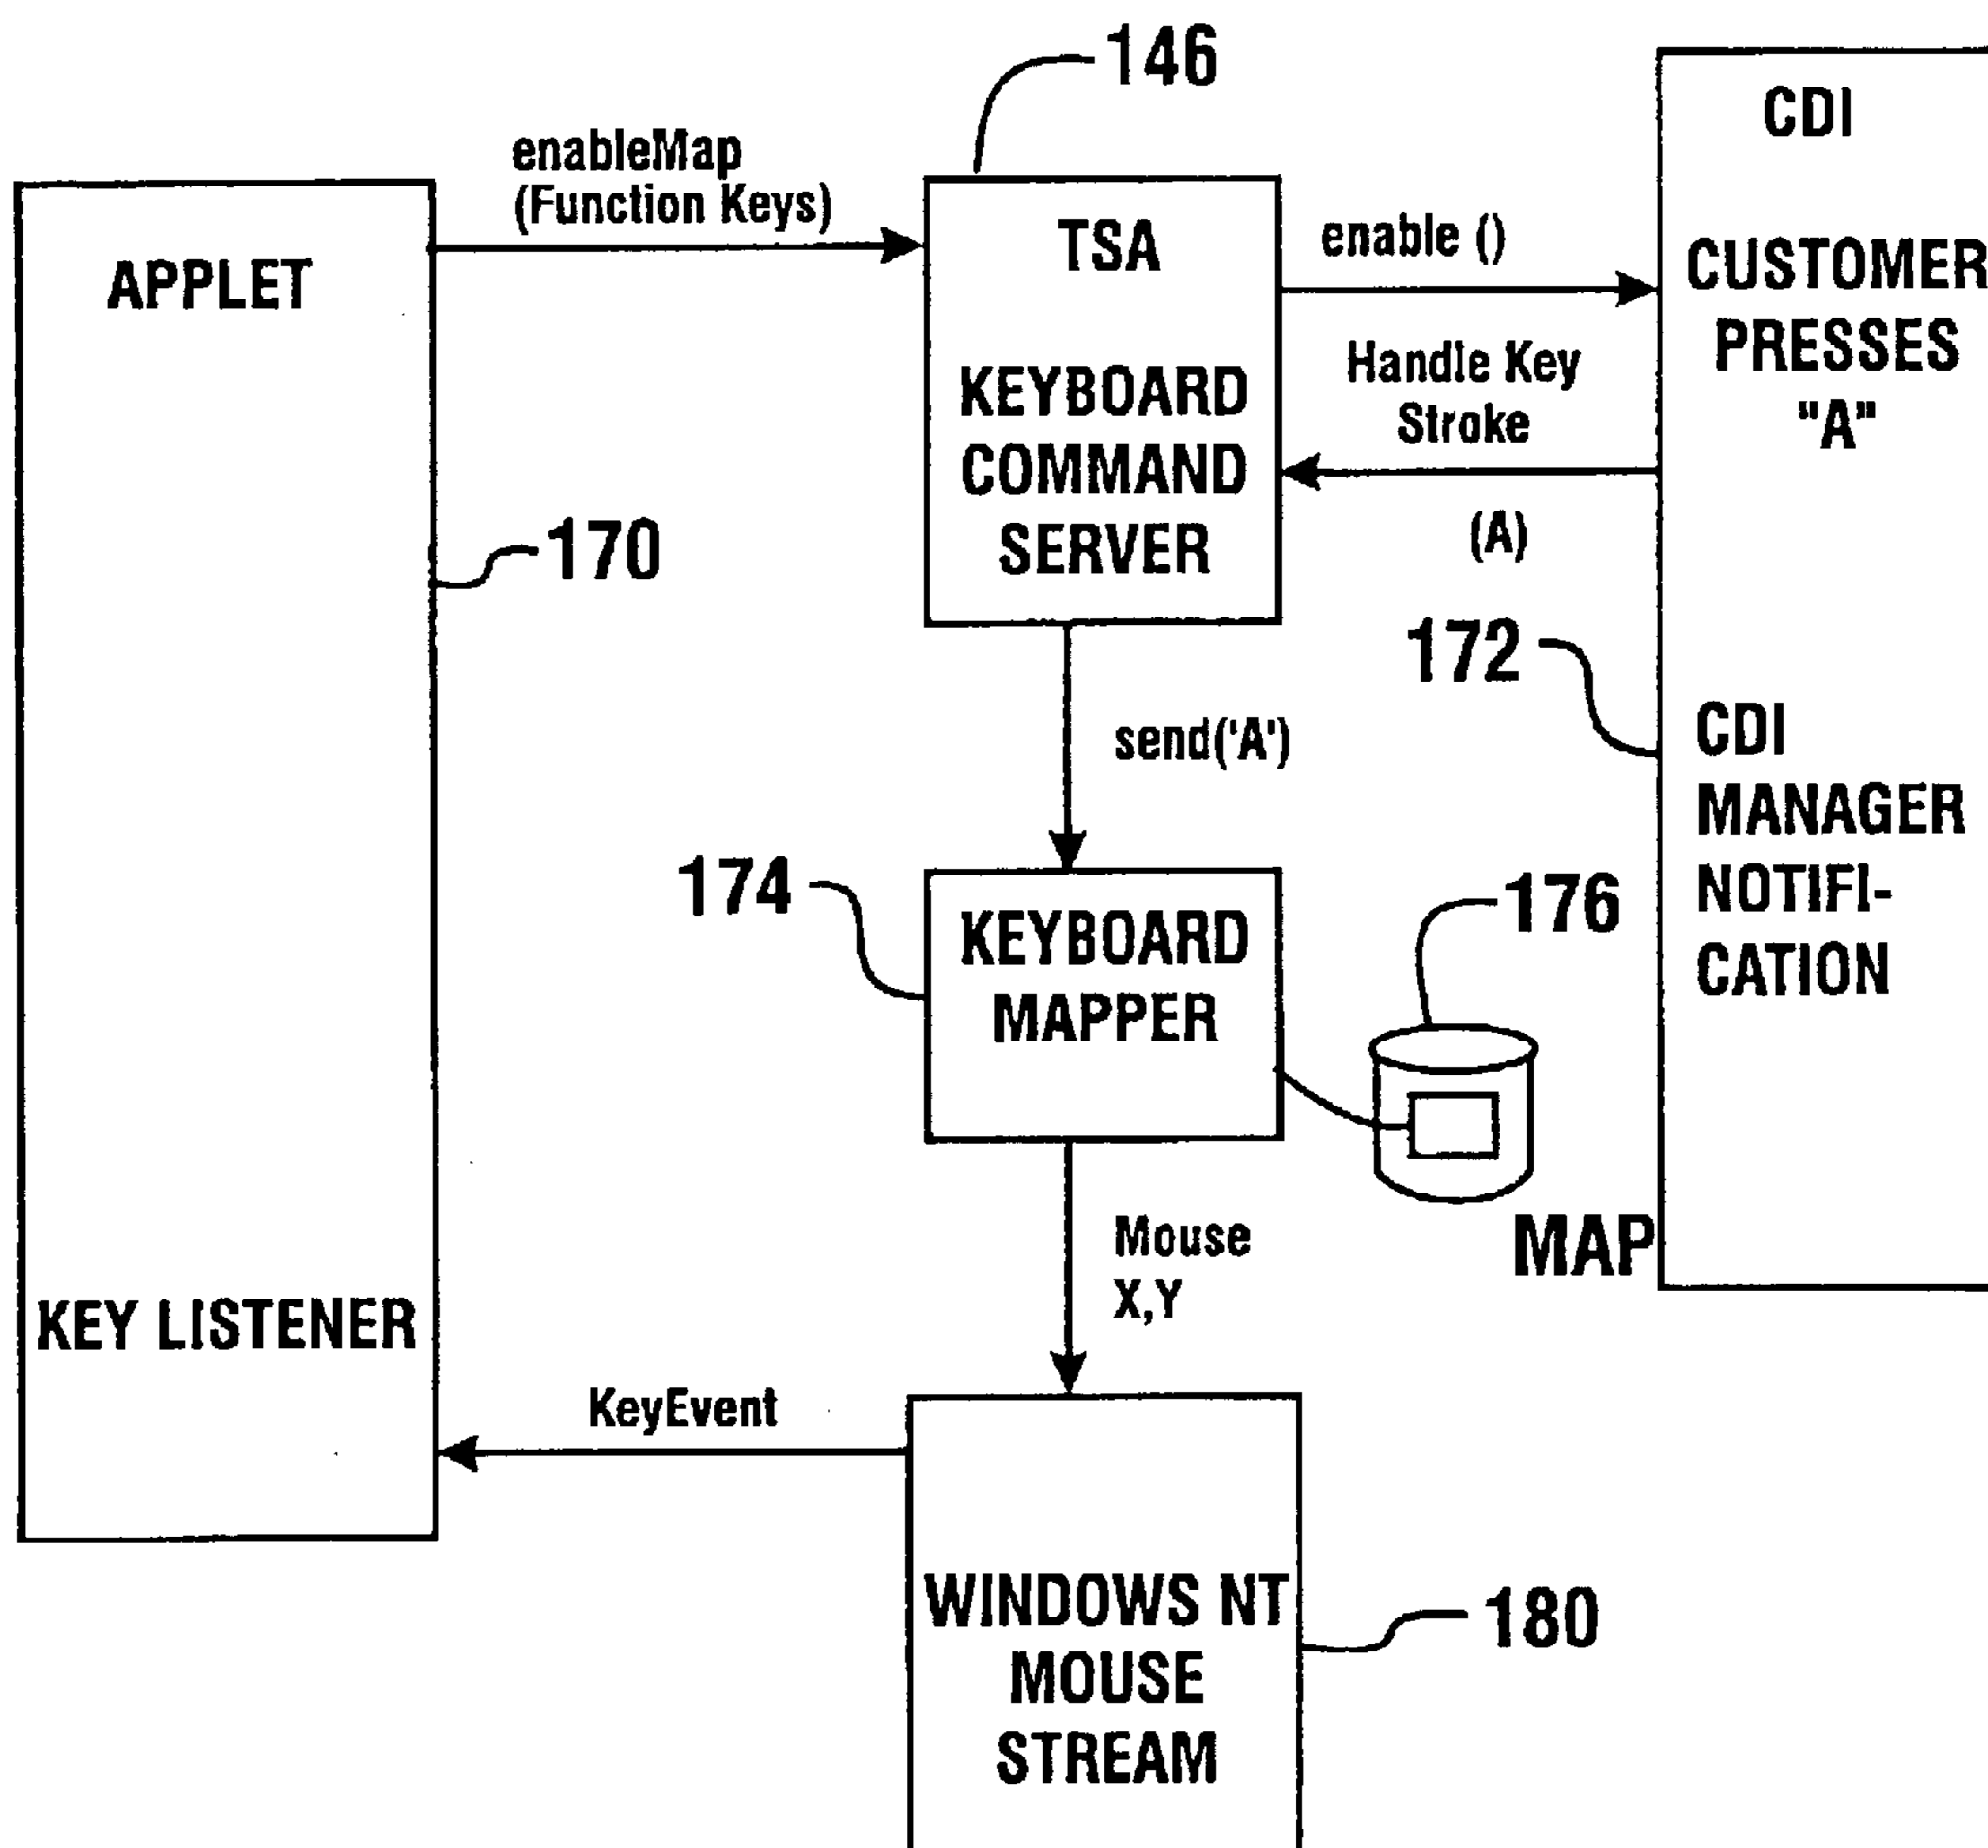 146
CDI
CUSTOMER
PRESSES
"A"
enableMap
(Function Keys)
APPLET
TSA
KEYBOARD
COMMAND
SERVER
enable ()
Handle Key
Stroke
(A)
170
172
send('A')
CDI
MANAGER
NOTIFI-
CATION
174
KEYBOARD
MAPPER
176
MAP
Mouse
X,Y
KEY LISTENER
KeyEvent
WINDOWS NT
MOUSE
STREAM
180